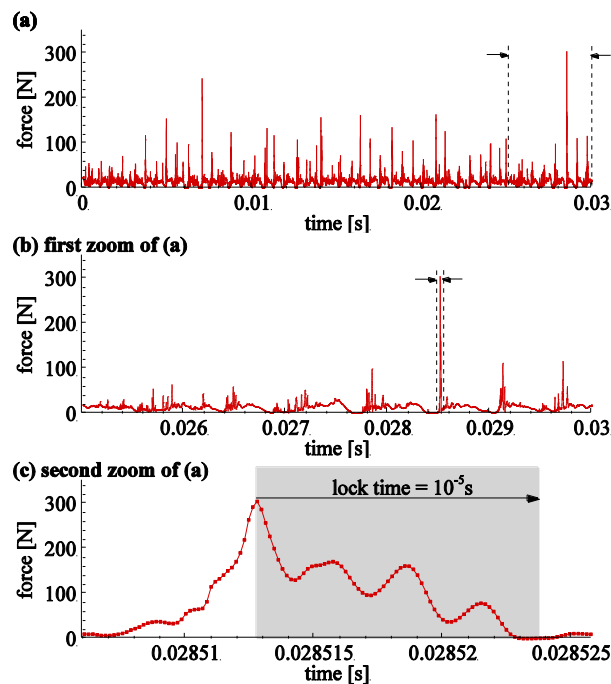 (a)
300
200
100
0
force [N]
0 0.01 0.02 0.03
time [s]
(b) first zoom of (a)
300
200
100
0
force [N]
0.026 0.027 0.028 0.029 0.03
time [s]
(c) second zoom of (a)
lock time = 10⁻⁵s
300
200
100
0
force [N]
0.02851 0.028515 0.02852 0.028525
time [s]